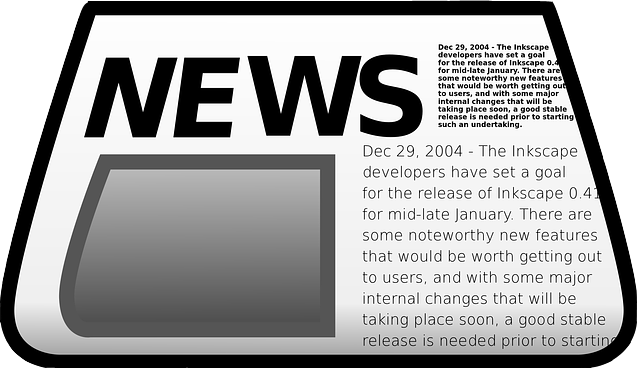 NEWS
Dec 29, 2004 - The Inkscape
developers have set a goal
for the release of Inkscape 0.4
for mid-late January. There are
some noteworthy new features
that would be worth getting out
to users, and with some major
internal changes that will be
taking place soon, a good stable
release is needed prior to starting
such an undertaking.
Dec 29, 2004 - The Inkscape
developers have set a goal
for the release of Inkscape 0.41
for mid-late January. There are
some noteworthy new features
that would be worth getting out
to users, and with some major
internal changes that will be
taking place soon, a good stable
release is needed prior to starting